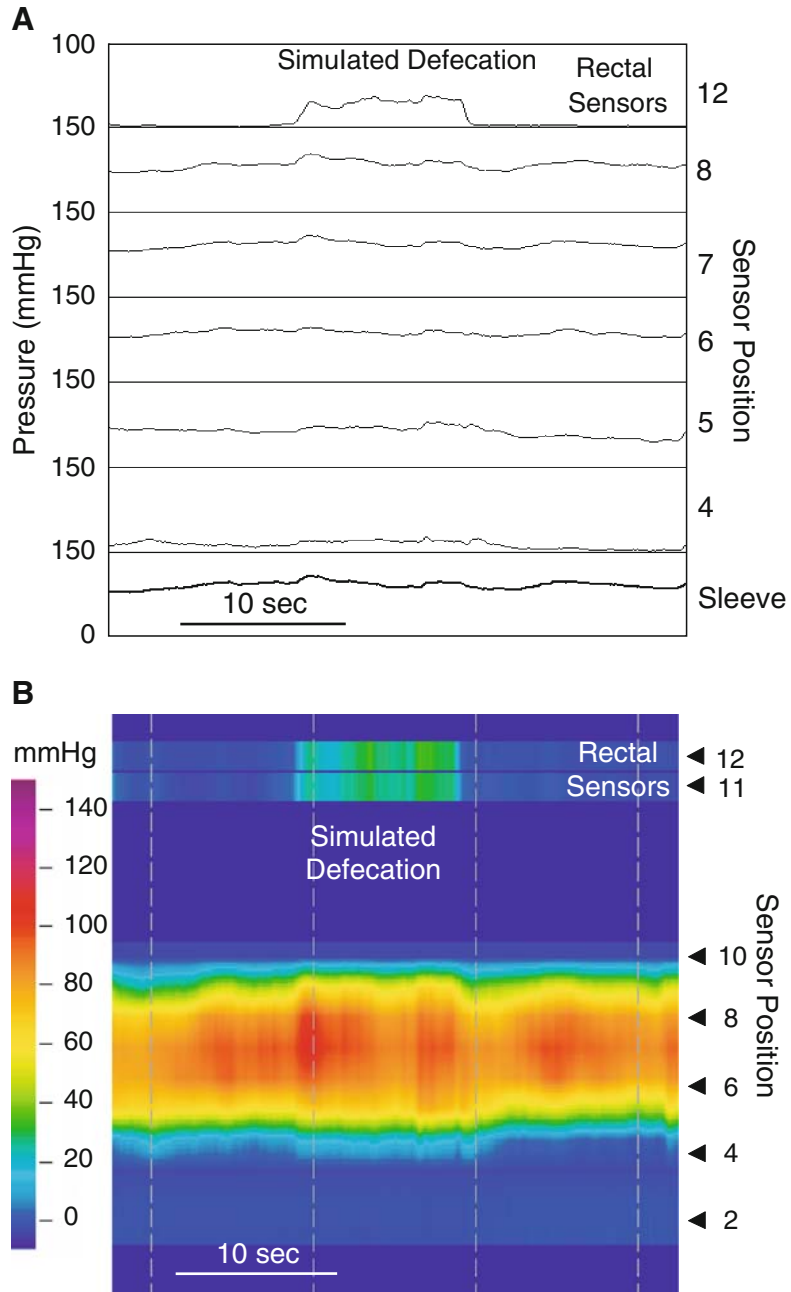 A
100
Simulated Defecation
Rectal
Sensors
12
150
8
150
7
150
6
150
5
150
4
150
Sleeve
0
10 sec
Pressure (mmHg)
Sensor Position
B
mmHg
140
120
100
80
60
40
20
0
Rectal
Sensors
12
11
Simulated
Defecation
10
8
6
4
2
Sensor Position
10 sec